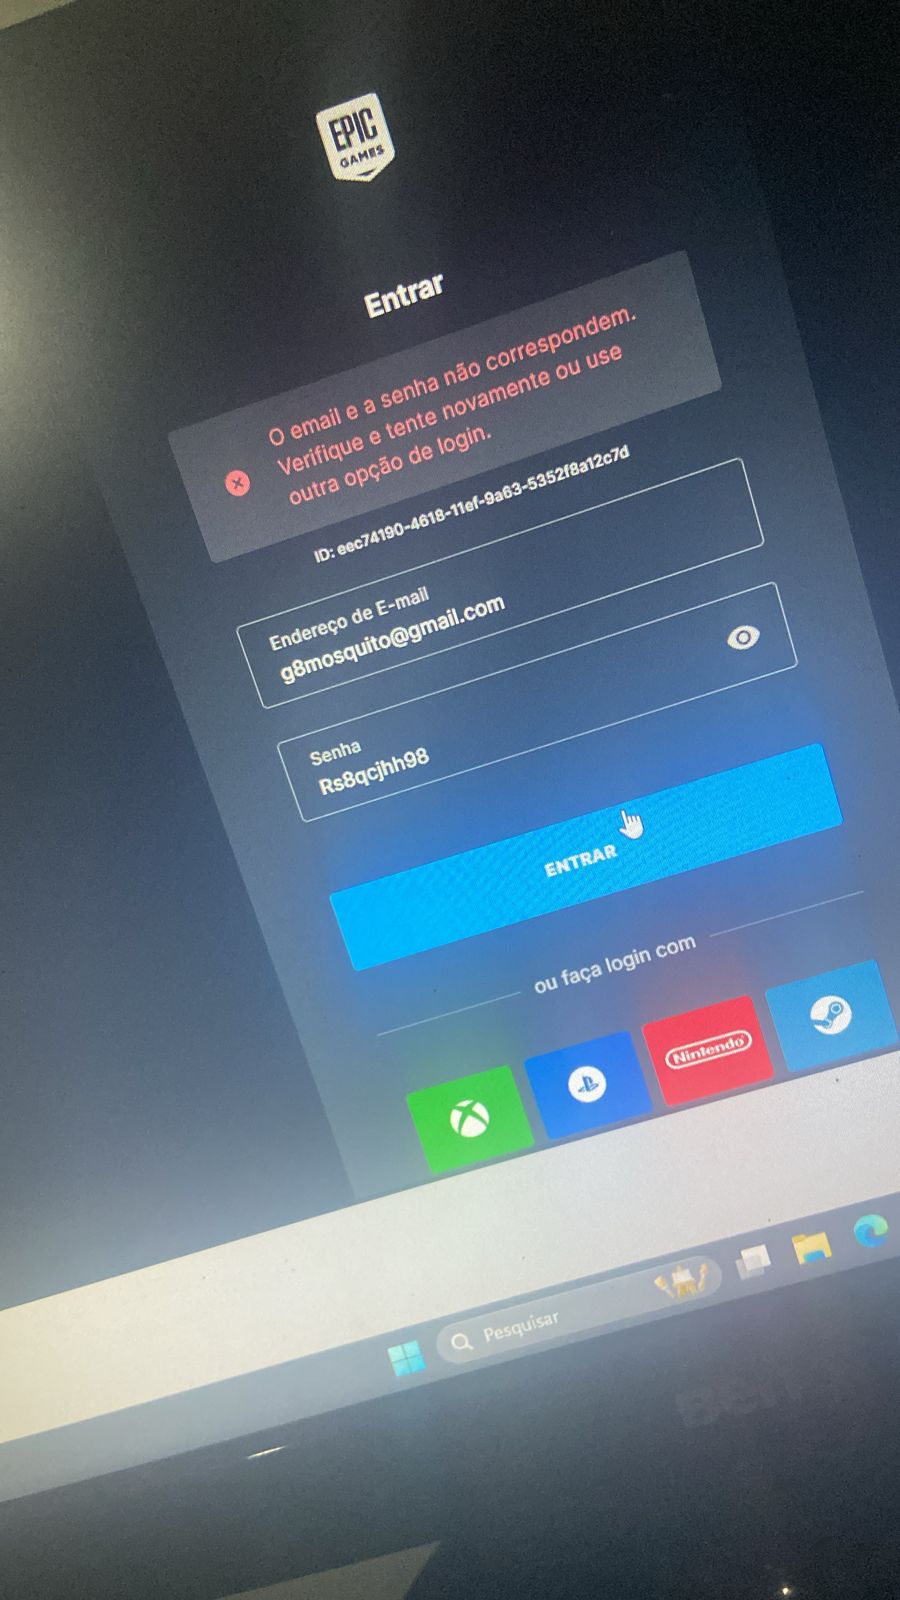 EPIC
GAMES
Entrar
O email e a senha não correspondem.
Verifique e tente novamente ou use
outra opção de login.
ID: eec74190-4618-11ef-9a63-5352f8a12c7d
Endereço de E-mail
g8mosquito@gmail.com
Senha
Rs8qcjhh98
ENTRAR
ou faça login com
Nintendo
Pesquisar